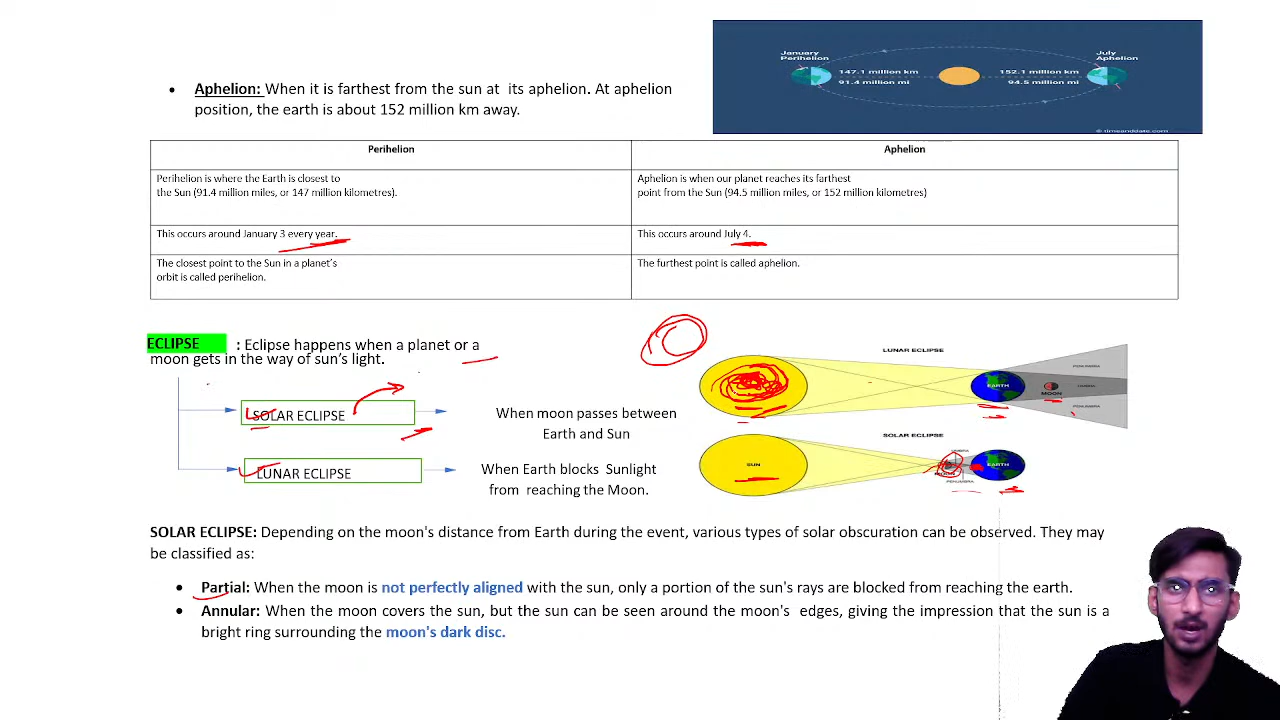 January
Perihelion
July
Aphelion
147.1 million km
152.1 million km
91.4 million mi
94.5 million mi
© timeanddate.com
• Aphelion: When it is farthest from the sun at its aphelion. At aphelion
position, the earth is about 152 million km away.
Perihelion
Aphelion
Perihelion is where the Earth is closest to
the Sun (91.4 million miles, or 147 million kilometres).
Aphelion is when our planet reaches its farthest
point from the Sun (94.5 million miles, or 152 million kilometres)
This occurs around January 3 every year.
This occurs around July 4.
The closest point to the Sun in a planet's
orbit is called perihelion.
The furthest point is called aphelion.
ECLIPSE : Eclipse happens when a planet or a
moon gets in the way of sun's light.
SOLAR ECLIPSE
When moon passes between
Earth and Sun
LUNAR ECLIPSE
When Earth blocks Sunlight
from reaching the Moon.
LUNAR ECLIPSE
PENUMBRA
EARTH
MOON
UMBRA
PENUMBRA
SOLAR ECLIPSE
UMBRA
SUN
EARTH
PENUMBRA
SOLAR ECLIPSE: Depending on the moon's distance from Earth during the event, various types of solar obscuration can be observed. They may
be classified as:
• Partial: When the moon is not perfectly aligned with the sun, only a portion of the sun's rays are blocked from reaching the earth.
• Annular: When the moon covers the sun, but the sun can be seen around the moon's edges, giving the impression that the sun is a
bright ring surrounding the moon's dark disc.